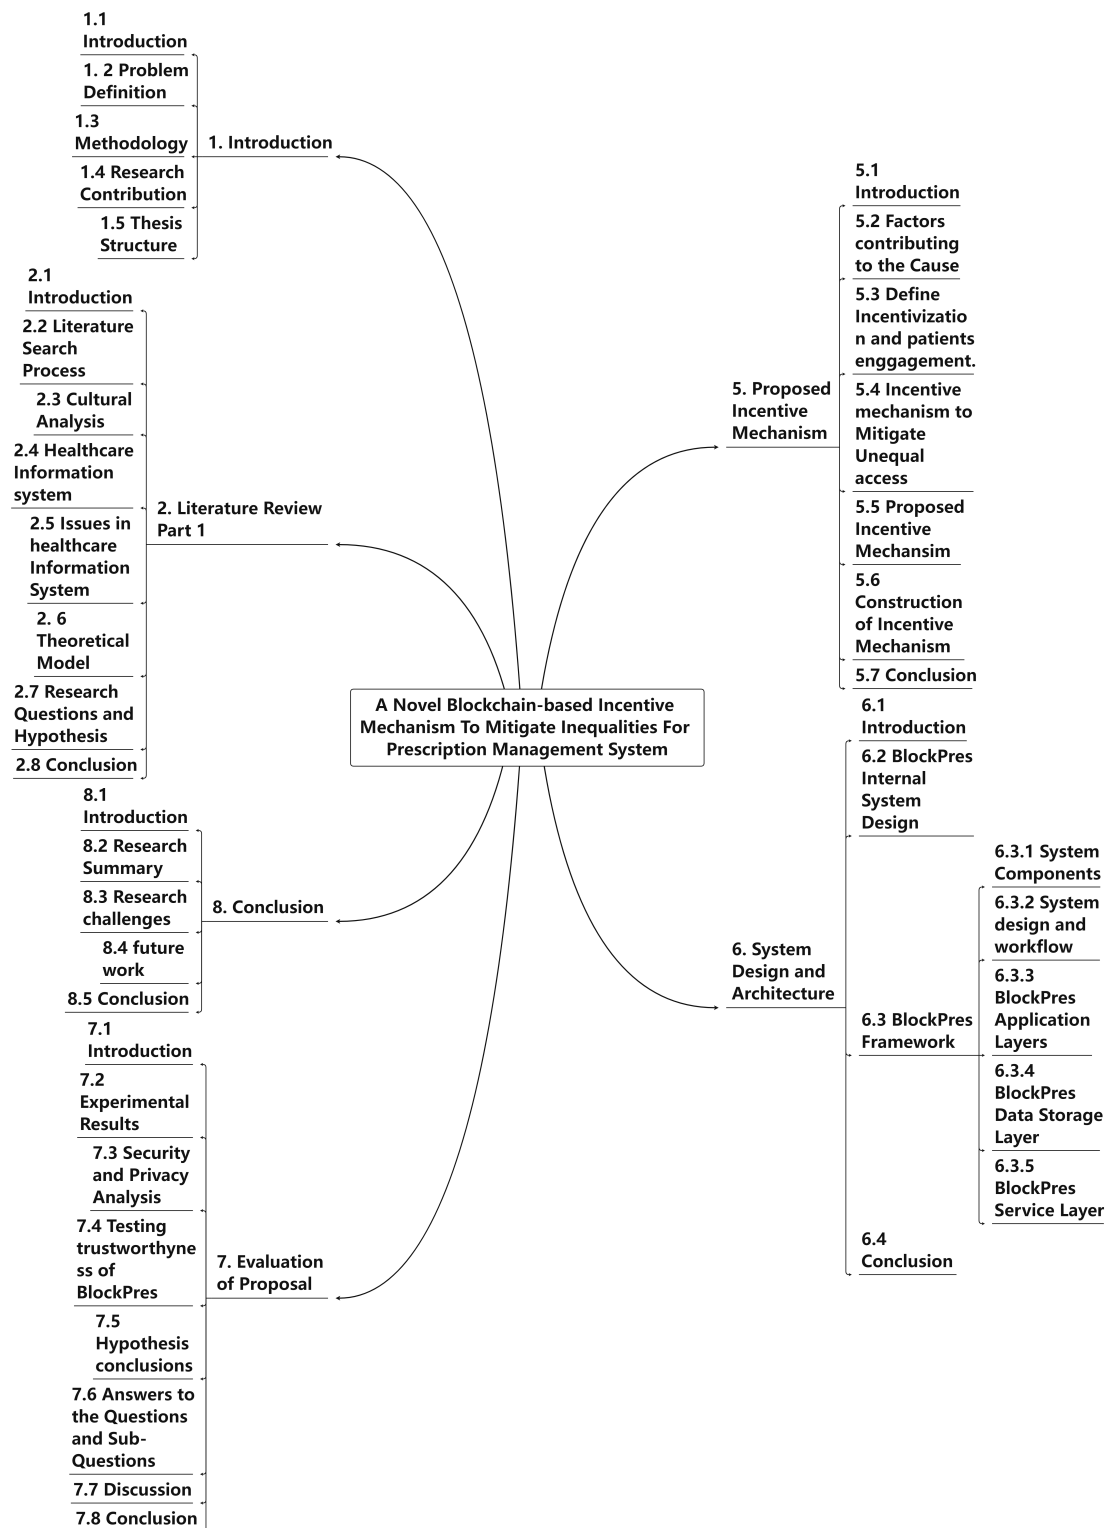 1.1
Introduction
1. 2 Problem
Definition
1.3
Methodology
1.4 Research
Contribution
1.5 Thesis
Structure
1. Introduction
2.1
Introduction
2.2 Literature
Search
Process
2.3 Cultural
Analysis
2.4 Healthcare
Information
system
2.5 Issues in
healthcare
Information
System
2. 6
Theoretical
Model
2.7 Research
Questions and
Hypothesis
2.8 Conclusion
2. Literature Review
Part 1
A Novel Blockchain-based Incentive
Mechanism To Mitigate Inequalities For
Prescription Management System
8.1
Introduction
8.2 Research
Summary
8.3 Research
challenges
8.4 future
work
8.5 Conclusion
8. Conclusion
7.1
Introduction
7.2
Experimental
Results
7.3 Security
and Privacy
Analysis
7.4 Testing
trustworthyne
ss of
BlockPres
7.5
Hypothesis
conclusions
7.6 Answers to
the Questions
and Sub-
Questions
7.7 Discussion
7.8 Conclusion
7. Evaluation
of Proposal
5. Proposed
Incentive
Mechanism
5.1
Introduction
5.2 Factors
contributing
to the Cause
5.3 Define
Incentivizatio
n and patients
enggagement.
5.4 Incentive
mechanism to
Mitigate
Unequal
access
5.5 Proposed
Incentive
Mechansim
5.6
Construction
of Incentive
Mechanism
5.7 Conclusion
6. System
Design and
Architecture
6.1
Introduction
6.2 BlockPres
Internal
System
Design
6.3 BlockPres
Framework
6.3.1 System
Components
6.3.2 System
design and
workflow
6.3.3
BlockPres
Application
Layers
6.3.4
BlockPres
Data Storage
Layer
6.3.5
BlockPres
Service Layer
6.4
Conclusion